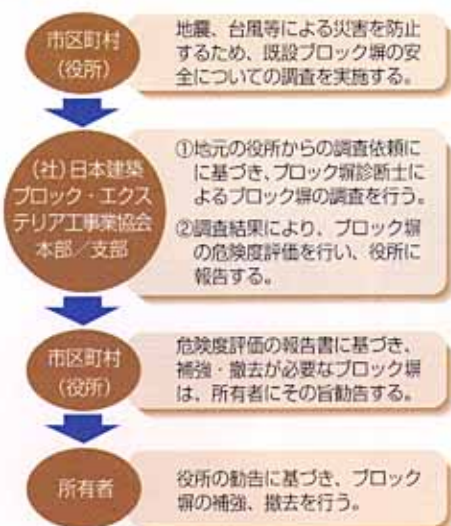 市区町村
(役所)
地震、台風等による災害を防止
するため、既設ブロック塀の安
全についての調査を実施する。
(社)日本建築
ブロック・エクス
テリア工事業協会
本部/支部
①地元の役所からの調査依頼に
に基づき、ブロック塀診断士に
よるブロック塀の調査を行う。
②調査結果により、ブロック塀
の危険度評価を行い、役所に
報告する。
市区町村
(役所)
危険度評価の報告書に基づき、
補強・撤去が必要なブロック塀
は、所有者にその旨勧告する。
所有者
役所の勧告に基づき、ブロック
塀の補強、撤去を行う。